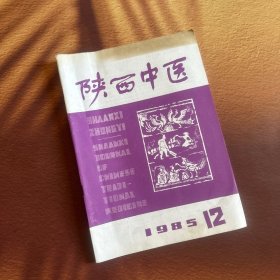 陕西中医
SHAANXI
ZHONGYI
SHAANXI
JOURNAL
OF
CHINESE
TRADI-
TIONAL
MEDICINE
1985 12